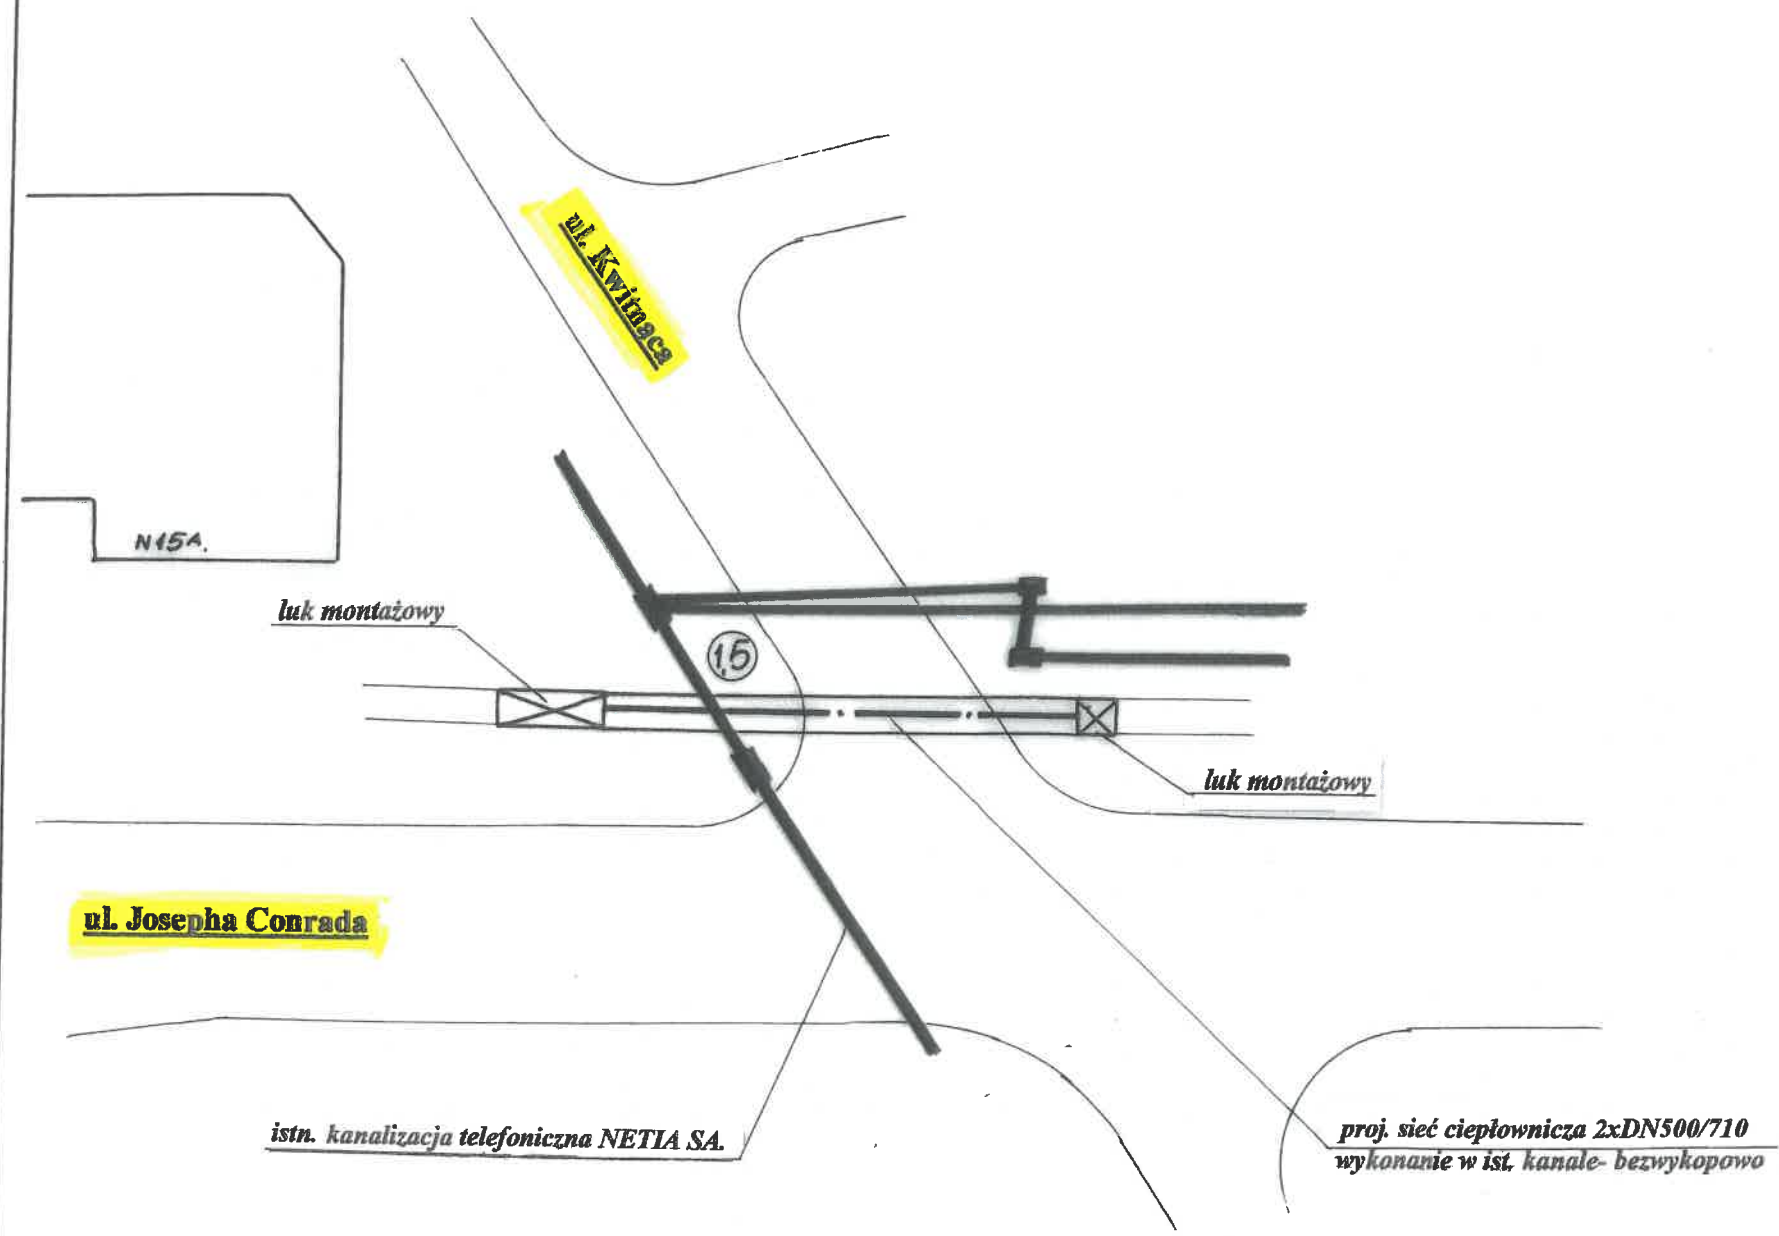 ul. Kwitnąca
N15A.
luk montażowy
1,5
luk montażowy
ul. Josepha Conrada
istn. kanalizacja telefoniczna NETIA SA.
proj. sieć ciepłownicza 2xDN500/710
wykonanie w ist. kanale- bezwykopowo